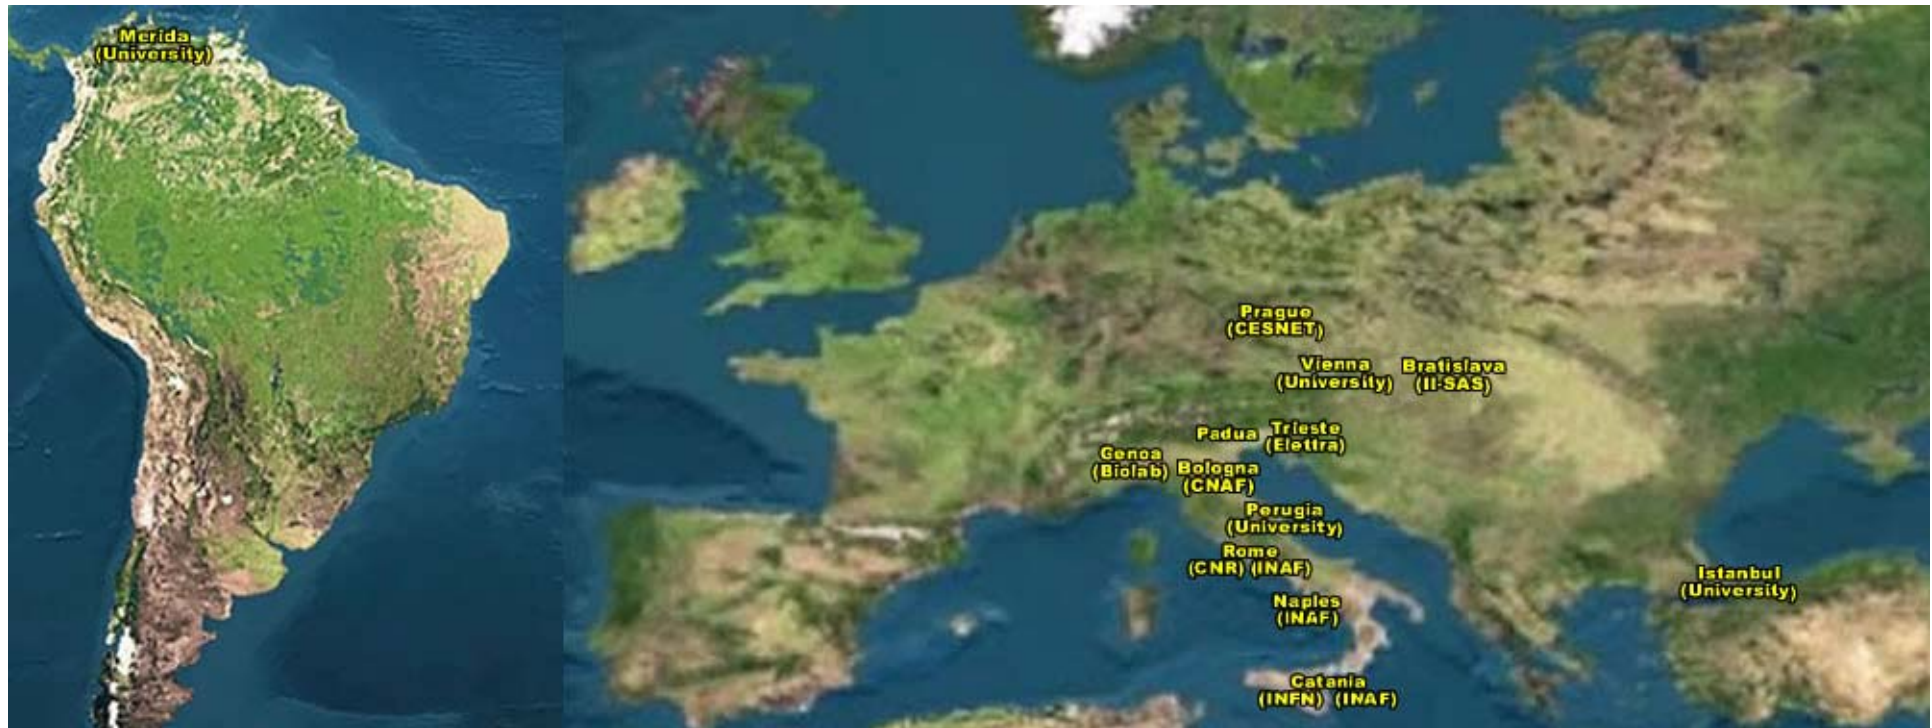 Merida
(University)
Prague
(CESNET)
Vienna
(University)
Bratislava
(II-SAS)
Padua
Trieste
(Elettra)
Genoa
(Biolab)
Bologna
(CNAF)
Perugia
(University)
Rome
(CNR) (INAF)
Naples
(INAF)
Istanbul
(University)
Catania
(INFN) (INAF)